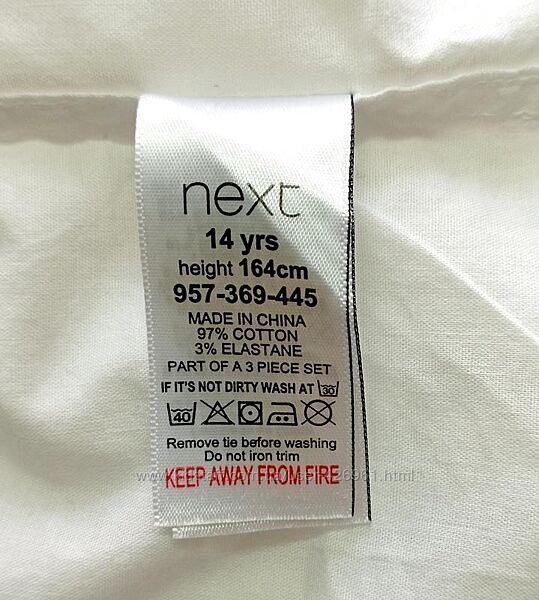 next
14 yrs
height 164cm
957-369-445
MADE IN CHINA
97% COTTON
3% ELASTANE
PART OF A 3 PIECE SET
IF IT'S NOT DIRTY WASH AT 30
40
Remove tie before washing
Do not iron trim
KEEP AWAY FROM FIRE